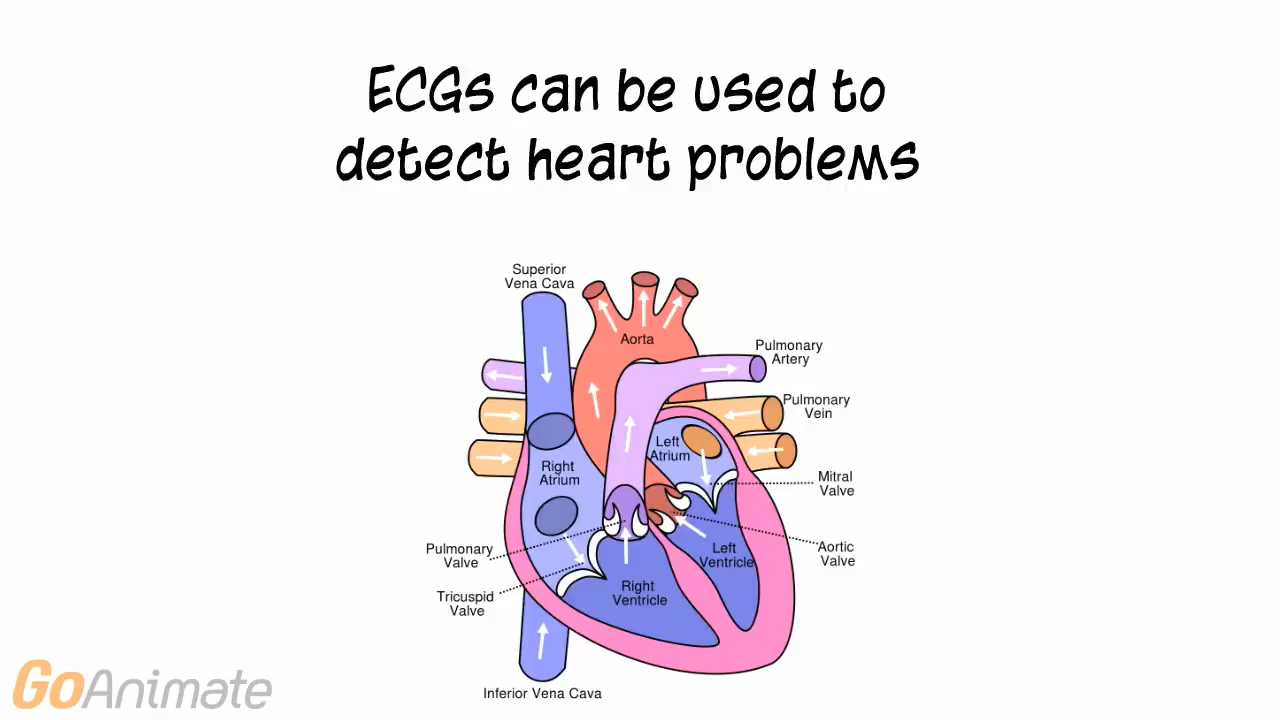 ECGs can be used to
detect heart problems
Superior
Vena Cava
Aorta
Pulmonary
Artery
Pulmonary
Vein
Left
Atrium
Right
Atrium
Mitral
Valve
Pulmonary
Valve
Left
Ventricle
Aortic
Valve
Right
Ventricle
Tricuspid
Valve
Inferior Vena Cava
GoAnimate